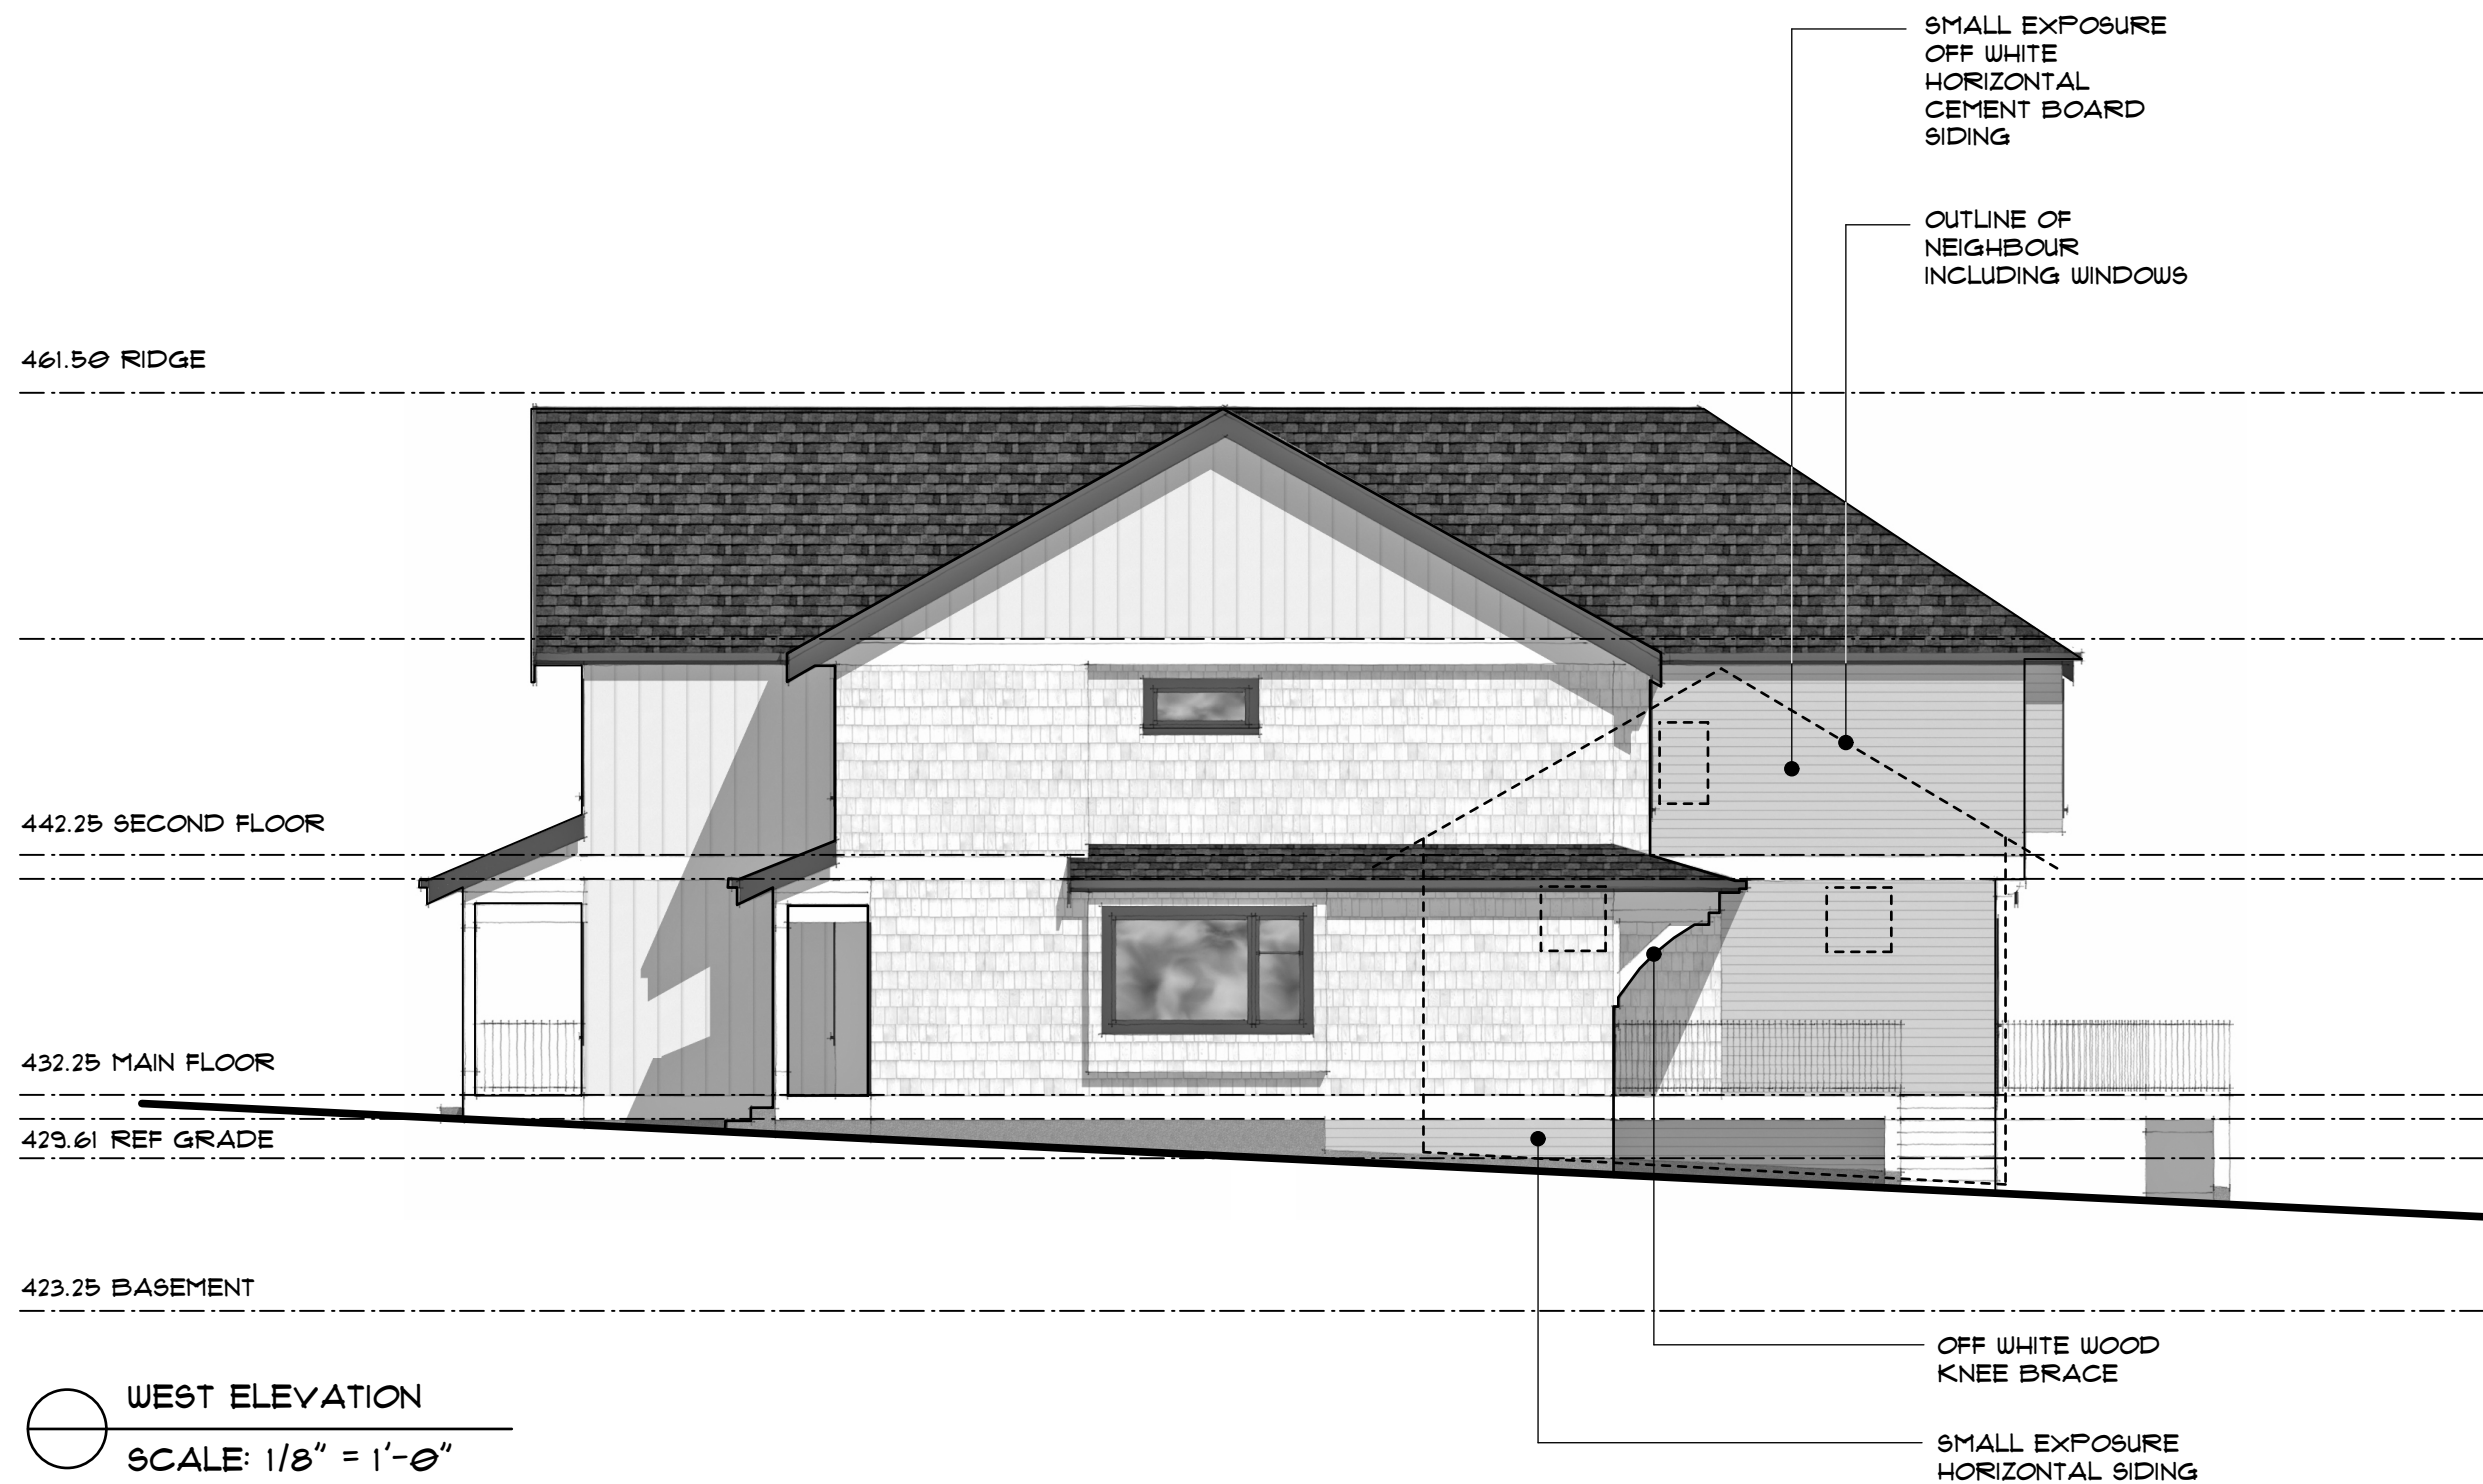 SMALL EXPOSURE
OFF WHITE
HORIZONTAL
CEMENT BOARD
SIDING
OUTLINE OF
NEIGHBOUR
INCLUDING WINDOWS
461.50 RIDGE
442.25 SECOND FLOOR
432.25 MAIN FLOOR
429.61 REF GRADE
423.25 BASEMENT
OFF WHITE WOOD
KNEE BRACE
SMALL EXPOSURE
HORIZONTAL SIDING
WEST ELEVATION
SCALE: 1/8" = 1'-0"